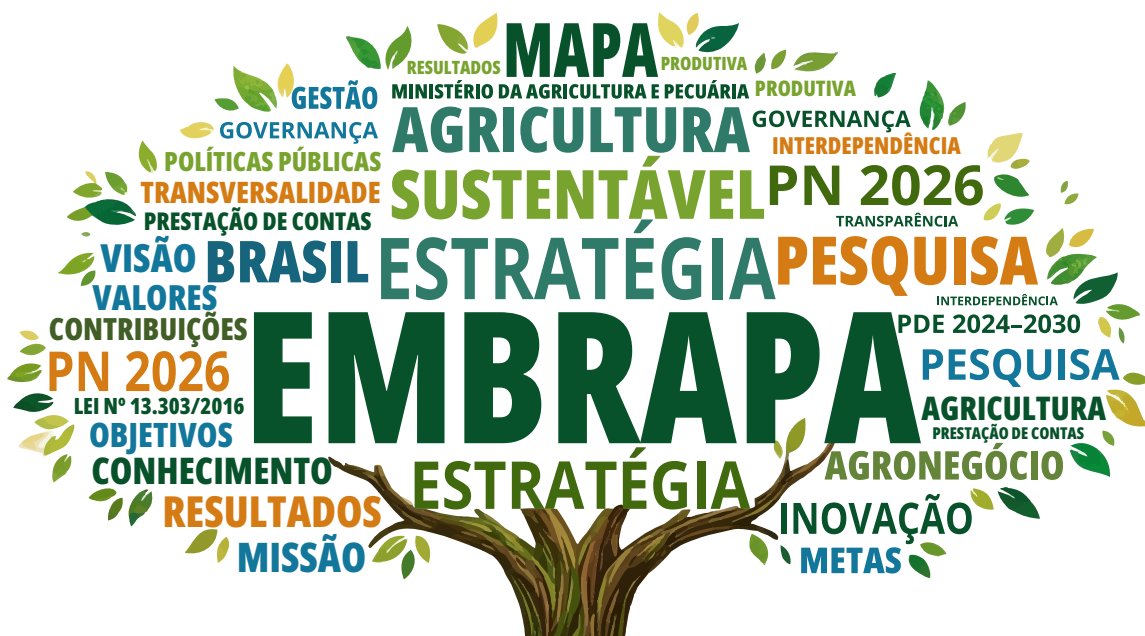 MAPA
RESULTADOS
PRODUTIVA
MINISTÉRIO DA AGRICULTURA E PECUÁRIA
PRODUTIVA
GESTÃO
AGRICULTURA
GOVERNANÇA
GOVERNANÇA
INTERDEPENDÊNCIA
POLÍTICAS PÚBLICAS
SUSTENTÁVEL
PN 2026
TRANSVERSALIDADE
PRESTAÇÃO DE CONTAS
TRANSPARÊNCIA
VISÃO
BRASIL
ESTRATÉGIA
PESQUISA
VALORES
INTERDEPENDÊNCIA
CONTRIBUIÇÕES
EMBRAPA
PDE 2024–2030
PN 2026
PESQUISA
LEI Nº 13.303/2016
AGRICULTURA
OBJETIVOS
PRESTAÇÃO DE CONTAS
CONHECIMENTO
ESTRATÉGIA
AGRONEGÓCIO
RESULTADOS
INOVAÇÃO
MISSÃO
METAS